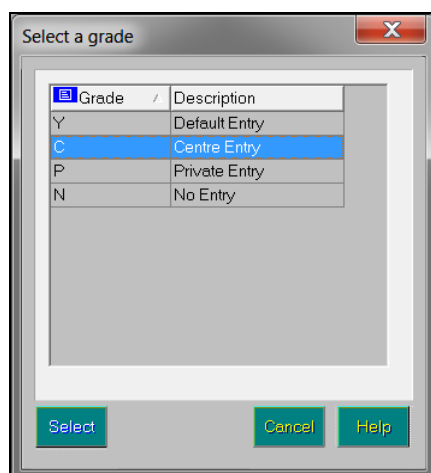 Select a grade
Grade Description
Y Default Entry
C Centre Entry
P Private Entry
N No Entry
Select Cancel Help